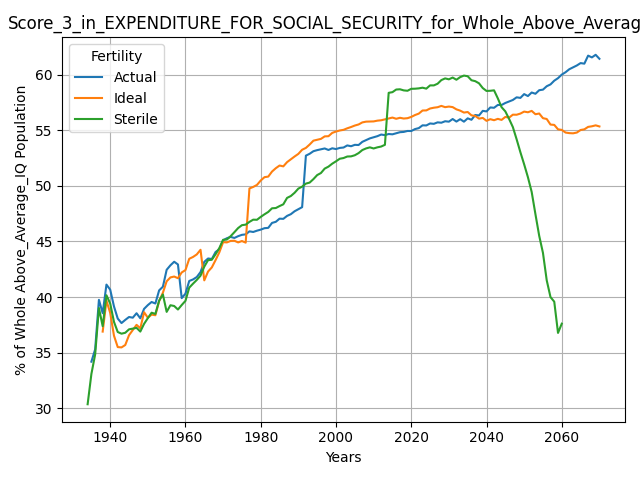 Score_3_in_EXPENDITURE_FOR_SOCIAL_SECURITY_for_Whole_Above_Averag
Fertility
Actual
Ideal
Sterile
% of Whole Above_Average_IQ Population
60
55
50
45
40
35
30
1940
1960
1980
2000
2020
2040
2060
Years